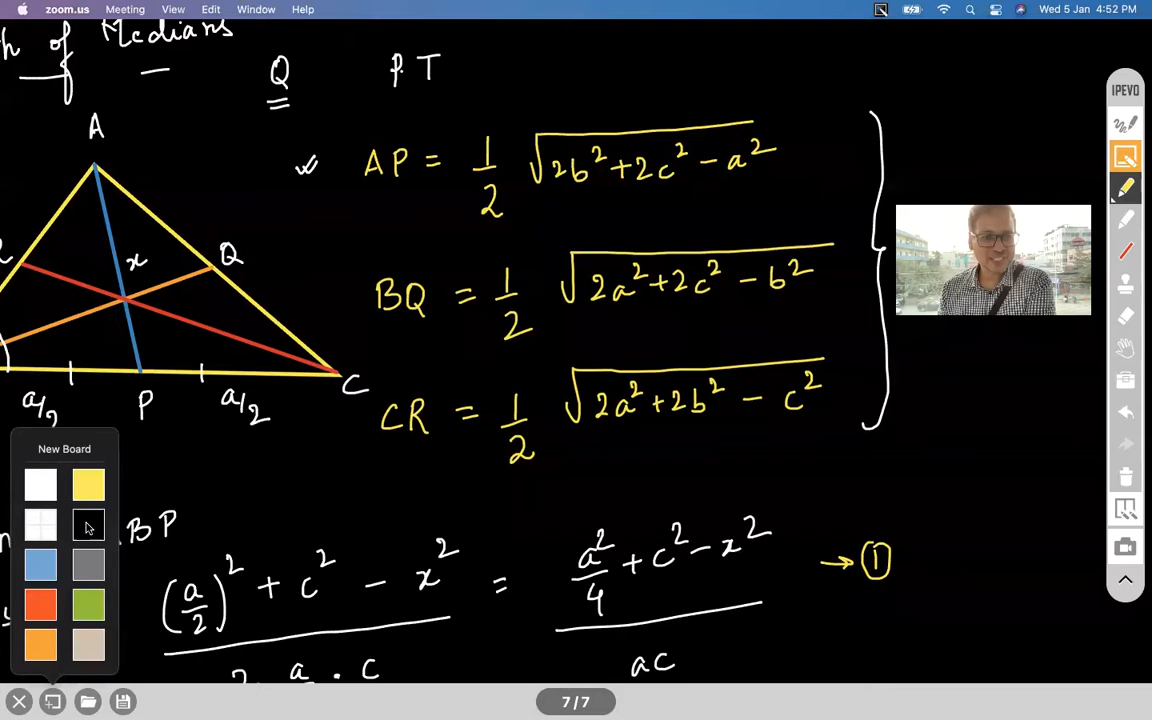 zoom.us Meeting View Edit Window Help Wed 5 Jan 4:52 PM
h of Medians
Q P.T
IPEVO
A
AP = 1/2 √2b²+2c²-a²
x Q
BQ = 1/2 √2a²+2c²-b²
CR = 1/2 √2a²+2b²-c²
a/2 P a/2 C
New Board
BP
(a/2)² + c² - x² = a²/4 + c² - x² → ①
2 a . c ac
7/7